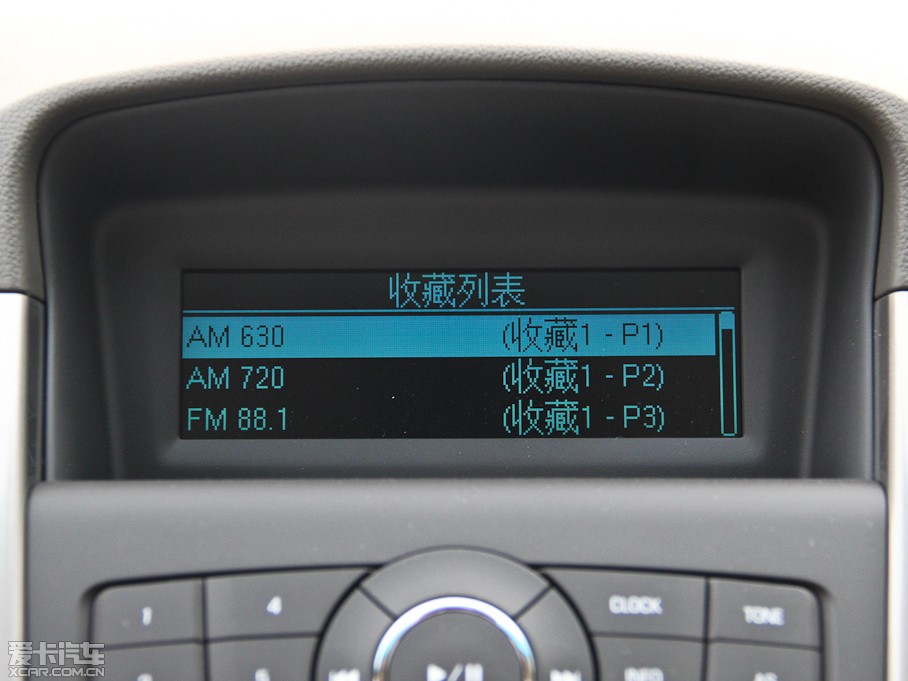 收藏列表
AM 630 (收藏1 - P1)
AM 720 (收藏1 - P2)
FM 88.1 (收藏1 - P3)
1 4 CLOCK TONE
爱卡汽车
XCAR.COM.CN